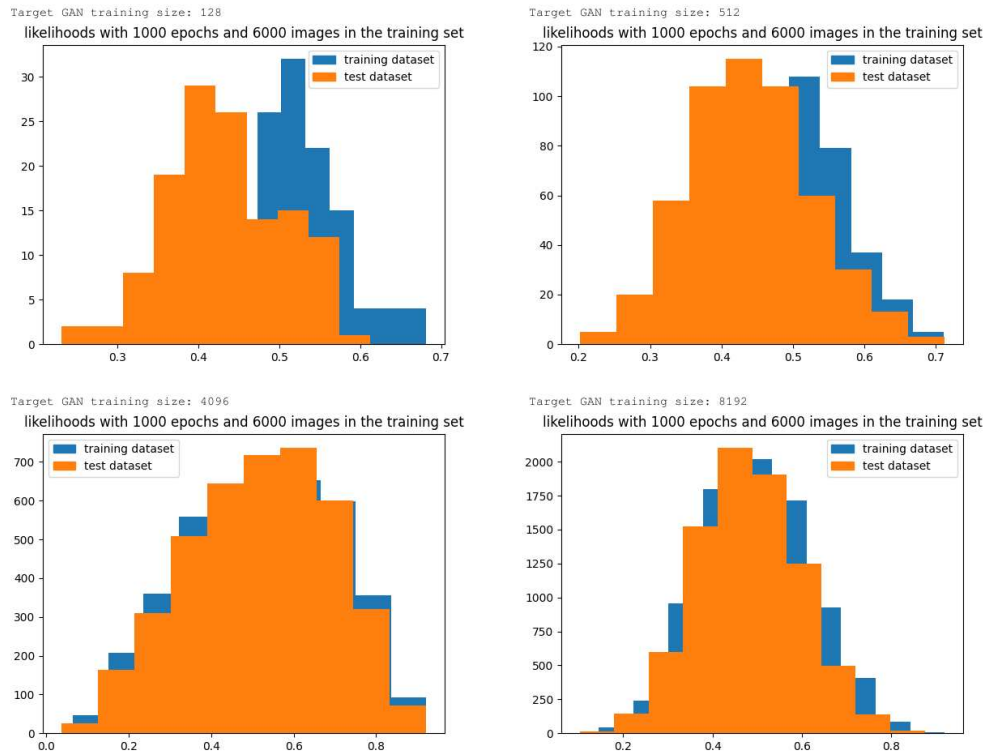 Target GAN training size: 128
likelihoods with 1000 epochs and 6000 images in the training set
training dataset
test dataset
30
25
20
15
10
5
0
0.3 0.4 0.5 0.6 0.7
Target GAN training size: 512
likelihoods with 1000 epochs and 6000 images in the training set
training dataset
test dataset
120
100
80
60
40
20
0
0.2 0.3 0.4 0.5 0.6 0.7
Target GAN training size: 4096
likelihoods with 1000 epochs and 6000 images in the training set
training dataset
test dataset
700
600
500
400
300
200
100
0
0.0 0.2 0.4 0.6 0.8
Target GAN training size: 8192
likelihoods with 1000 epochs and 6000 images in the training set
training dataset
test dataset
2000
1750
1500
1250
1000
750
500
250
0
0.2 0.4 0.6 0.8